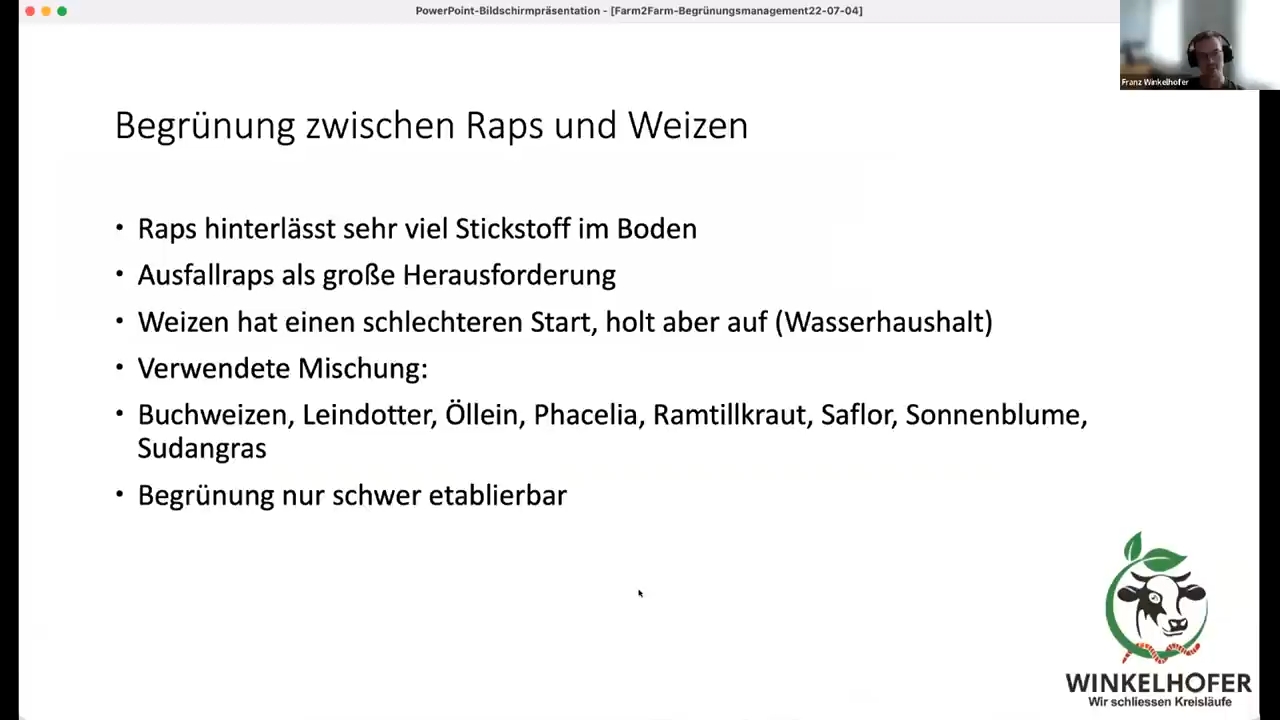 PowerPoint-Bildschirmpräsentation - [Farm2Farm-Begrünungsmanagement22-07-04]
Franz Winkelhofer
Begrünung zwischen Raps und Weizen
• Raps hinterlässt sehr viel Stickstoff im Boden
• Ausfallraps als große Herausforderung
• Weizen hat einen schlechteren Start, holt aber auf (Wasserhaushalt)
• Verwendete Mischung:
• Buchweizen, Leindotter, Öllein, Phacelia, Ramtillkraut, Saflor, Sonnenblume,
Sudangras
• Begrünung nur schwer etablierbar
WINKELHOFER
Wir schliessen Kreisläufe